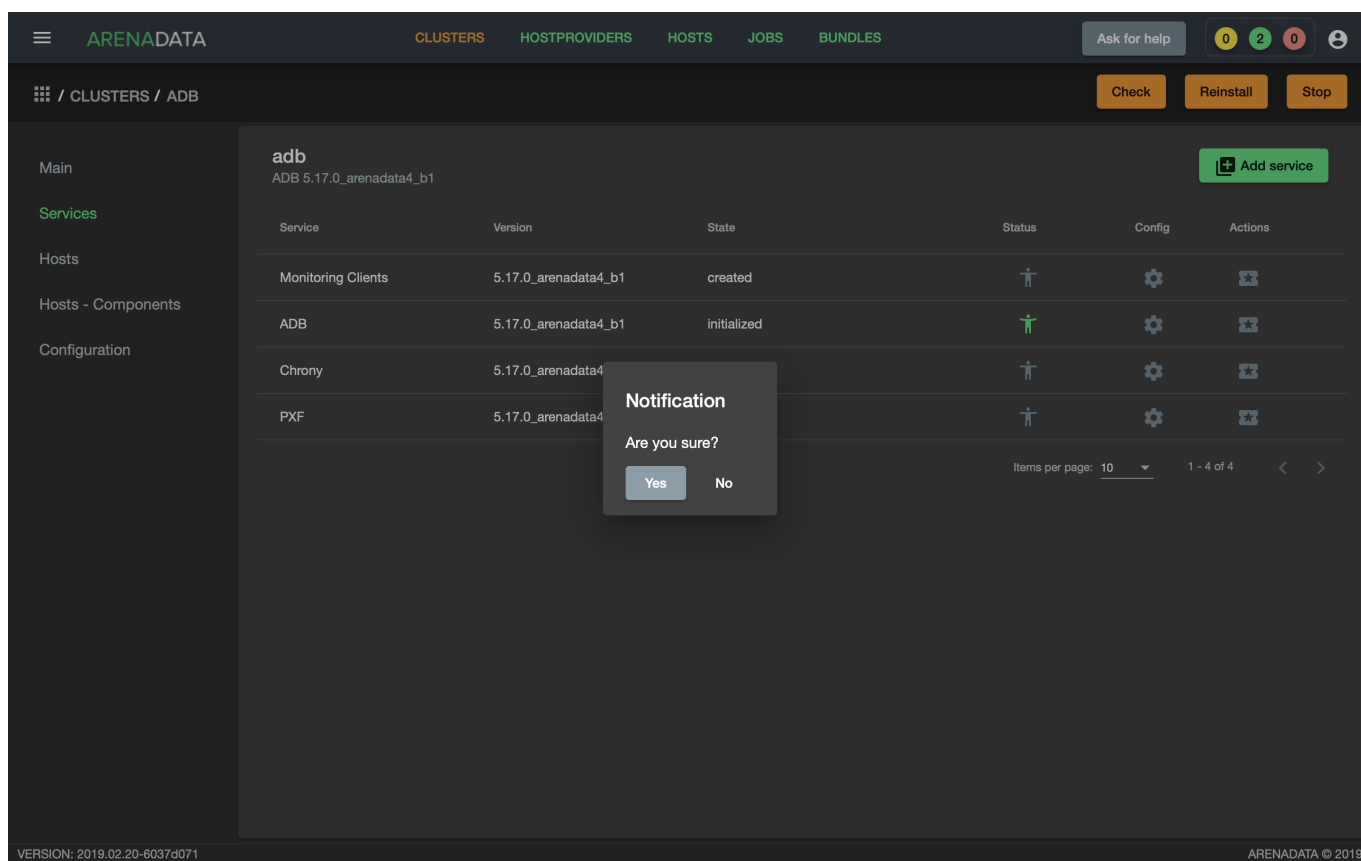 ARENADATA CLUSTERS HOSTPROVIDERS HOSTS JOBS BUNDLES Ask for help 0 2 0
/ CLUSTERS / ADB Check Reinstall Stop
Main
Services
Hosts
Hosts - Components
Configuration
adb
ADB 5.17.0_arenadata4_b1
Add service
Service Version State Status Config Actions
Monitoring Clients 5.17.0_arenadata4_b1 created
ADB 5.17.0_arenadata4_b1 initialized
Chrony 5.17.0_arenadata4
PXF 5.17.0_arenadata4
Items per page: 10 1 - 4 of 4
Notification
Are you sure?
Yes No
VERSION: 2019.02.20-6037d071 ARENADATA © 2019